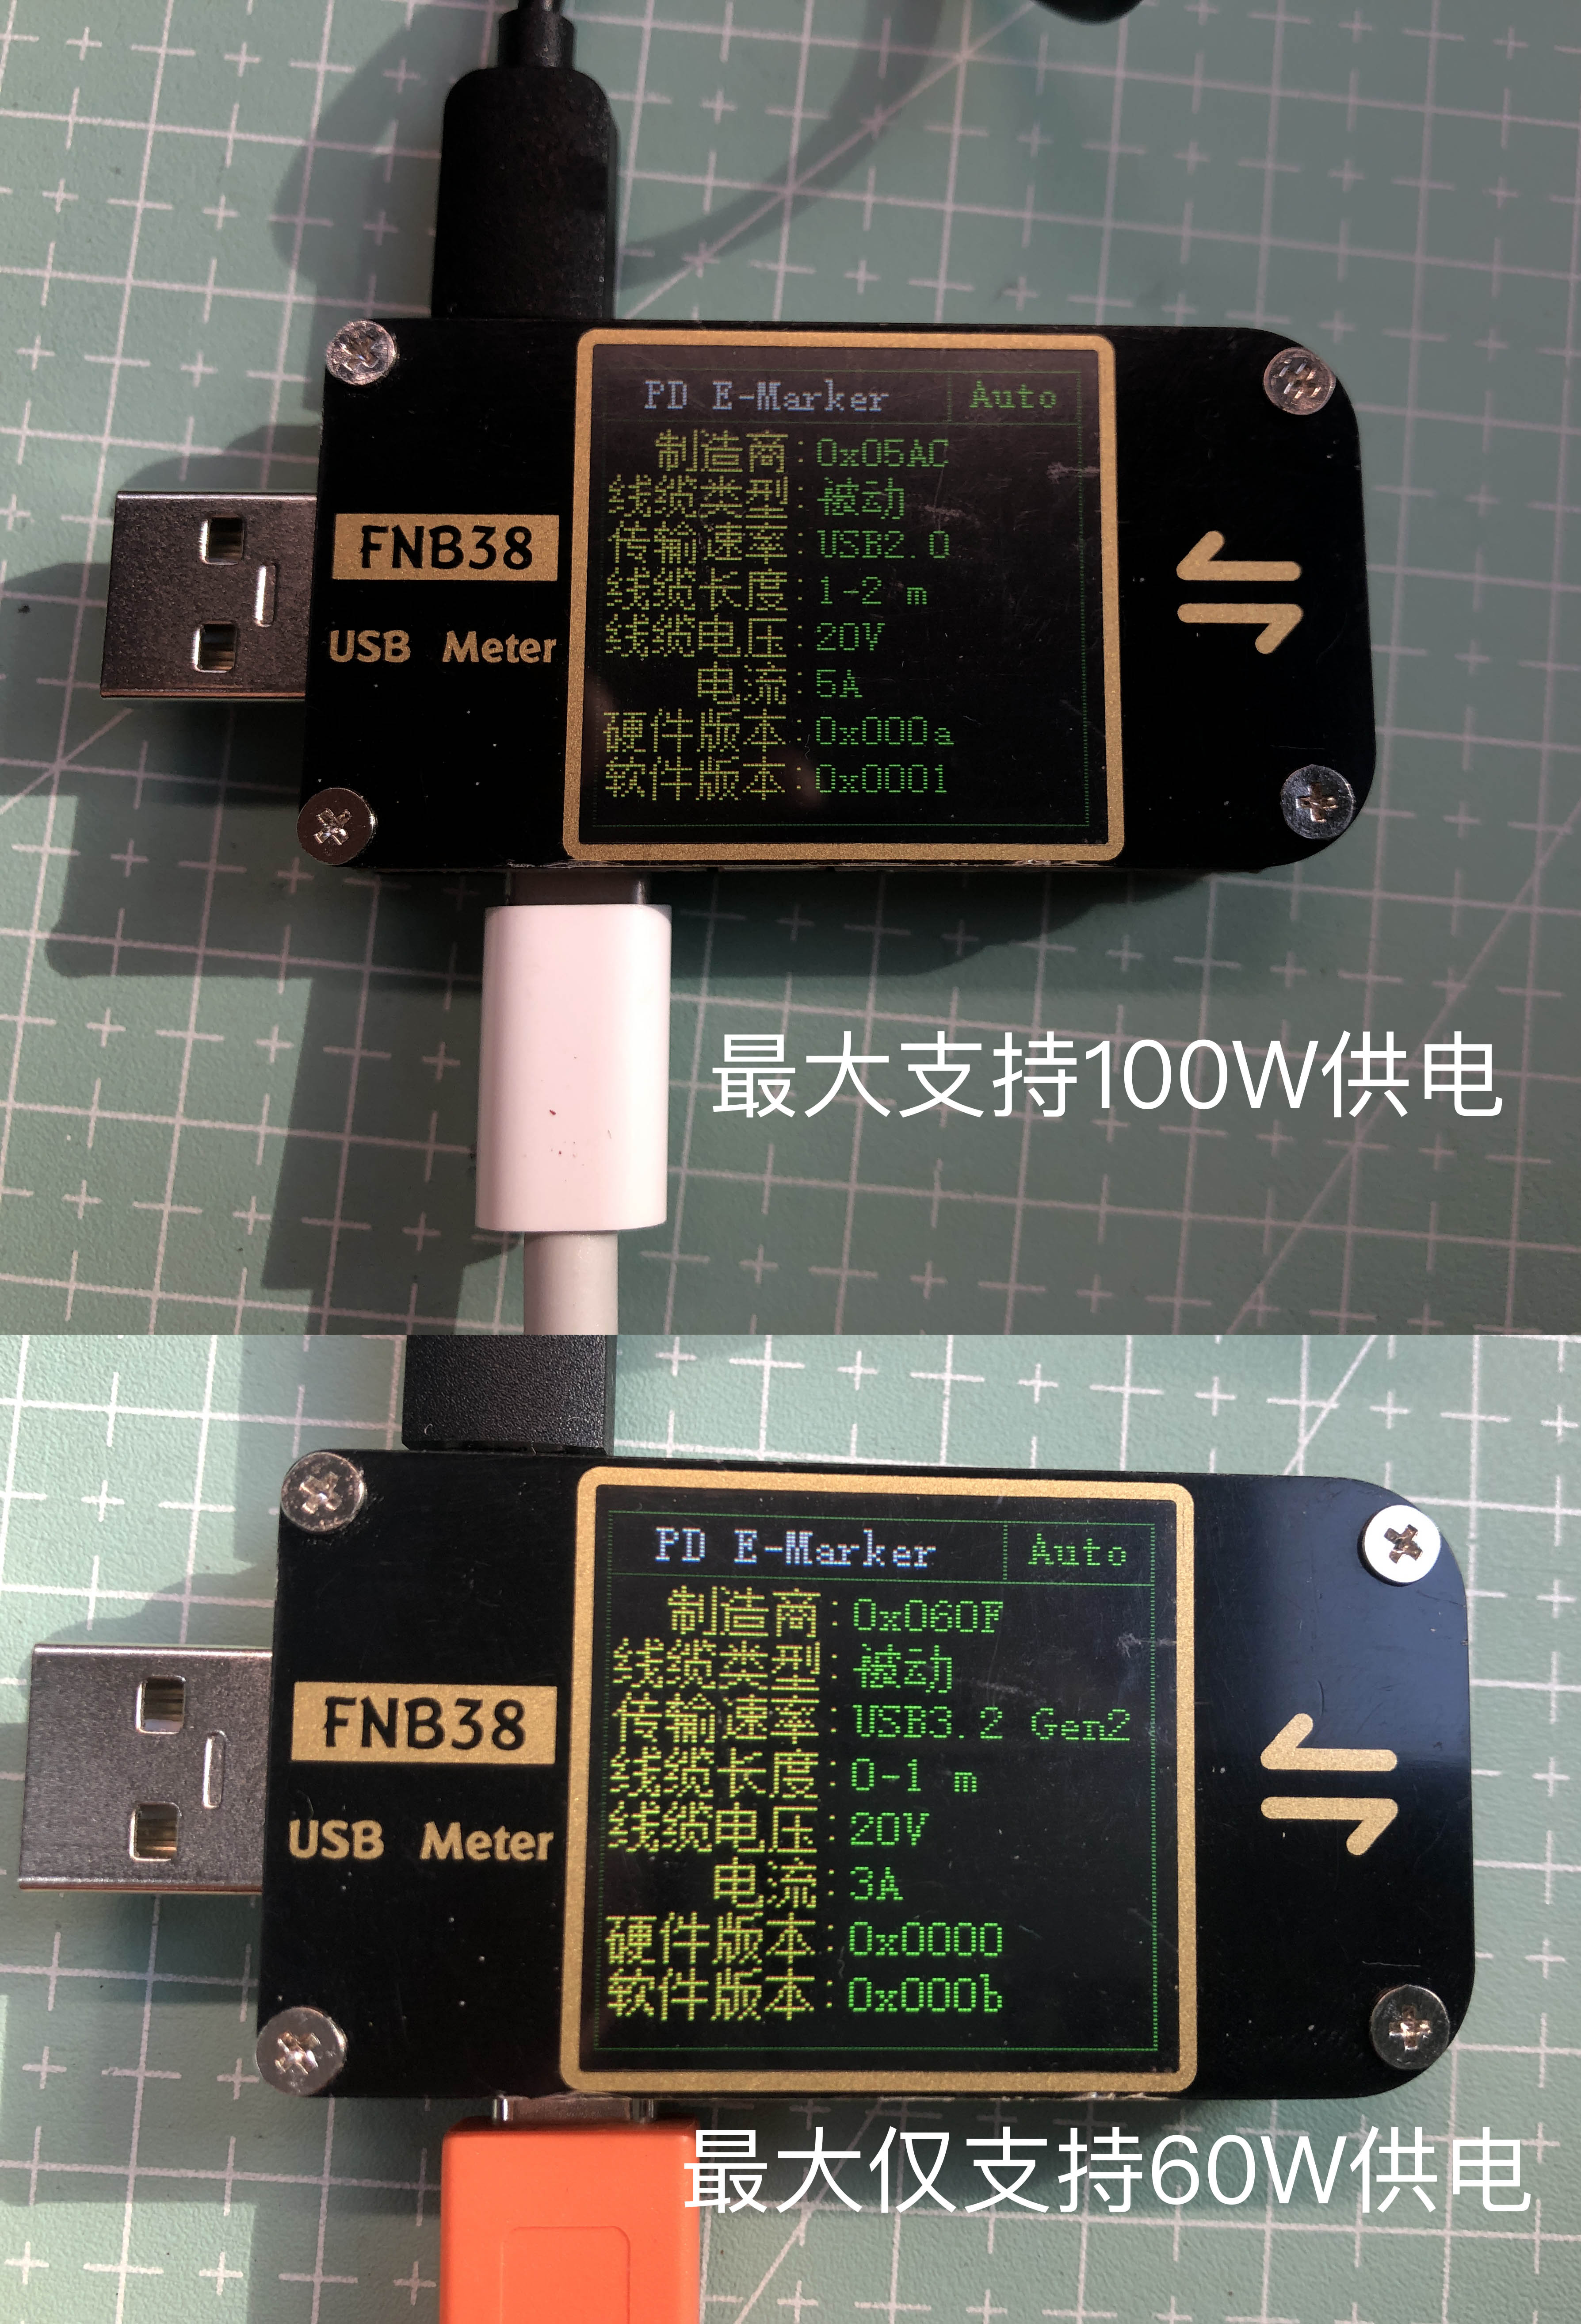 PD E-Marker Auto
制造商:0x05AC
线缆类型:被动
传输速率:USB2.0
线缆长度:1-2 m
线缆电压:20V
电流:5A
硬件版本:0x000a
软件版本:0x0001
FNB38
USB Meter
最大支持100W供电
PD E-Marker Auto
制造商:0x060F
线缆类型:被动
传输速率:USB3.2 Gen2
线缆长度:0-1 m
线缆电压:20V
电流:3A
硬件版本:0x0000
软件版本:0x000b
FNB38
USB Meter
最大仅支持60W供电